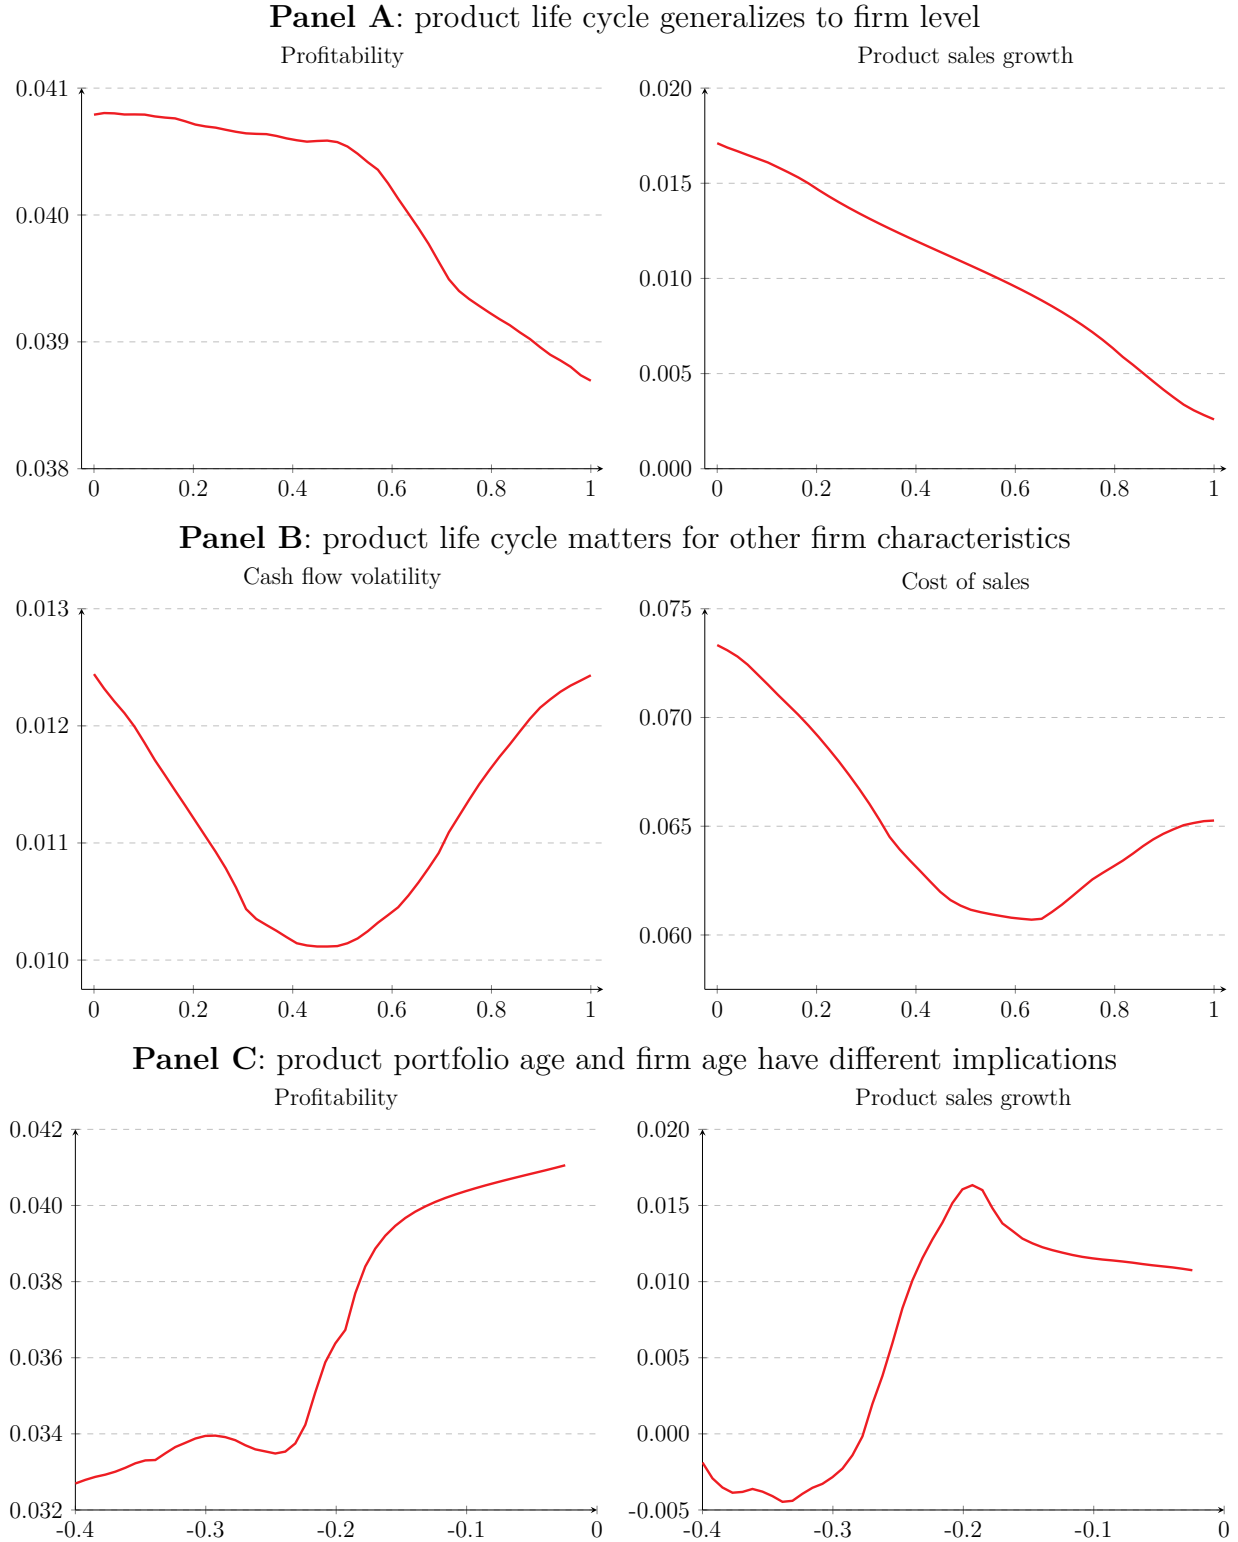 Panel A: product life cycle generalizes to firm level
Profitability
0.041
0.040
0.039
0.038
0 0.2 0.4 0.6 0.8 1
Product sales growth
0.020
0.015
0.010
0.005
0.000
0 0.2 0.4 0.6 0.8 1
Panel B: product life cycle matters for other firm characteristics
Cash flow volatility
0.013
0.012
0.011
0.010
0 0.2 0.4 0.6 0.8 1
Cost of sales
0.075
0.070
0.065
0.060
0 0.2 0.4 0.6 0.8 1
Panel C: product portfolio age and firm age have different implications
Profitability
0.042
0.040
0.038
0.036
0.034
0.032
-0.4 -0.3 -0.2 -0.1 0
Product sales growth
0.020
0.015
0.010
0.005
0.000
-0.005
-0.4 -0.3 -0.2 -0.1 0